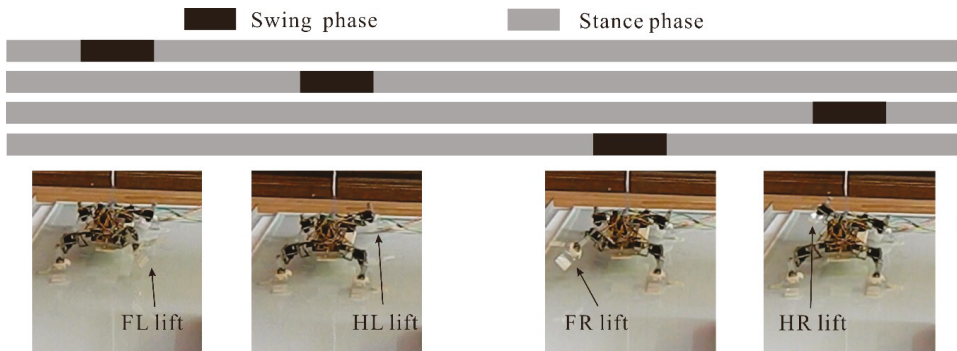 Swing phase
Stance phase
FL lift
HL lift
FR lift
HR lift